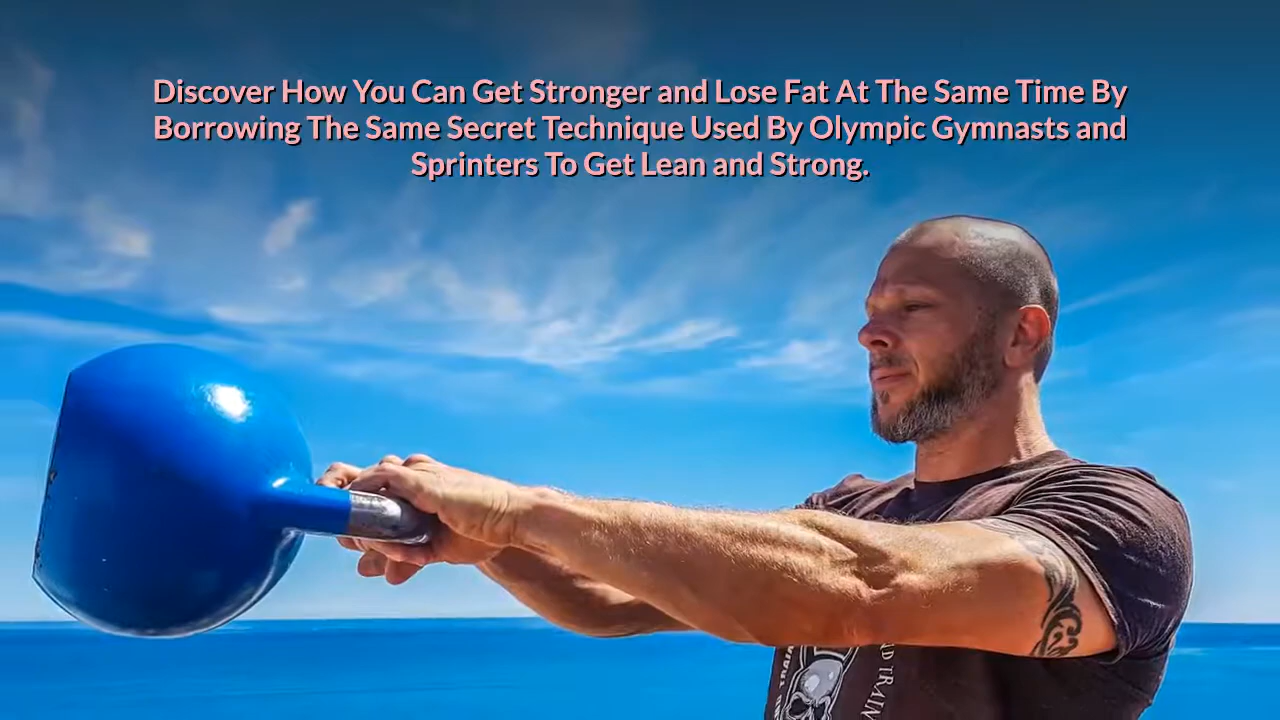 Discover How You Can Get Stronger and Lose Fat At The Same Time By
Borrowing The Same Secret Technique Used By Olympic Gymnasts and
Sprinters To Get Lean and Strong.